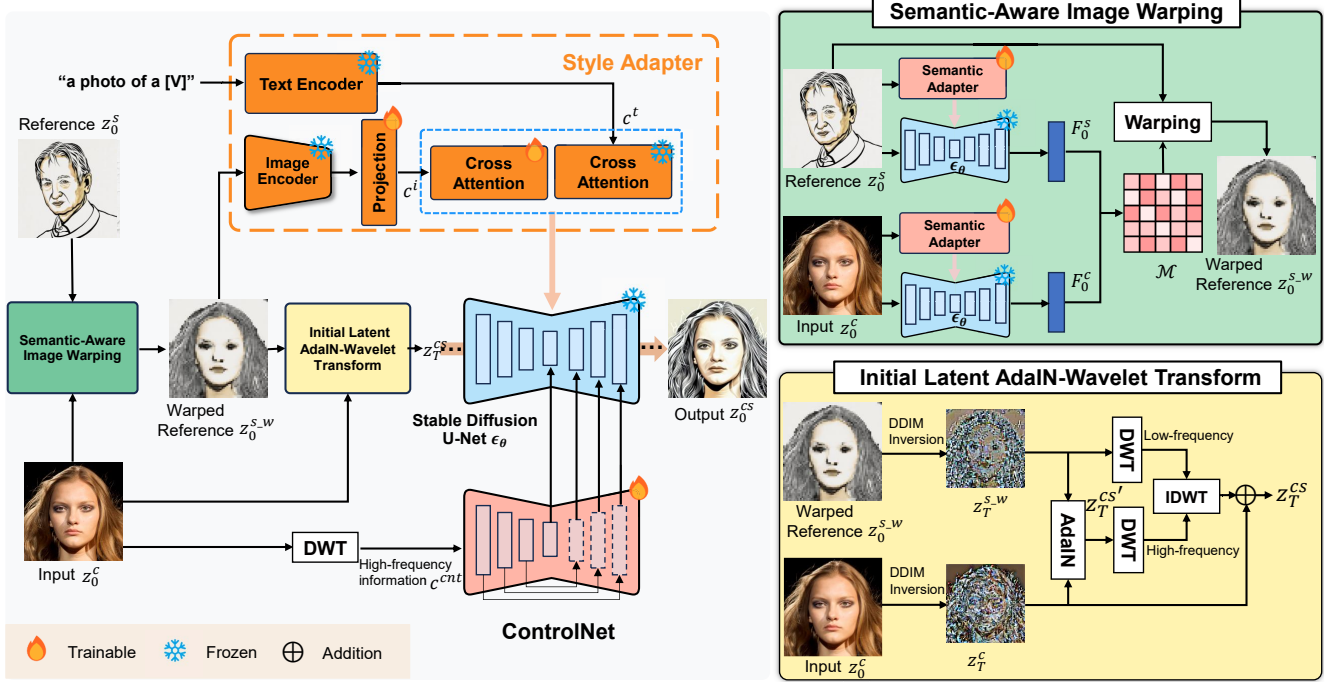 Style Adapter
“a photo of a [V]”
Text Encoder
Reference z_0^s
Image
Encoder
Projection
c^i
c^t
Cross
Attention
Cross
Attention
Semantic-Aware
Image Warping
Warped
Reference z_0^{s_w}
Initial Latent
AdaIN-Wavelet
Transform
z_T^{cs}
Stable Diffusion
U-Net ϵ_θ
Output z_0^{cs}
Input z_0^c
DWT
High-frequency
information c^{cnt}
ControlNet
Trainable
Frozen
Addition
Semantic-Aware Image Warping
Semantic
Adapter
ϵ_θ
Reference z_0^s
F_0^s
Warping
Semantic
Adapter
ϵ_θ
Input z_0^c
F_0^c
ℳ
Warped
Reference z_0^{s_w}
Initial Latent AdaIN-Wavelet Transform
DDIM
Inversion
Warped
Reference z_0^{s_w}
z_T^{s_w}
DWT
Low-frequency
z_T^{cs'}
AdaIN
DWT
High-frequency
IDWT
z_T^{cs}
DDIM
Inversion
Input z_0^c
z_T^c